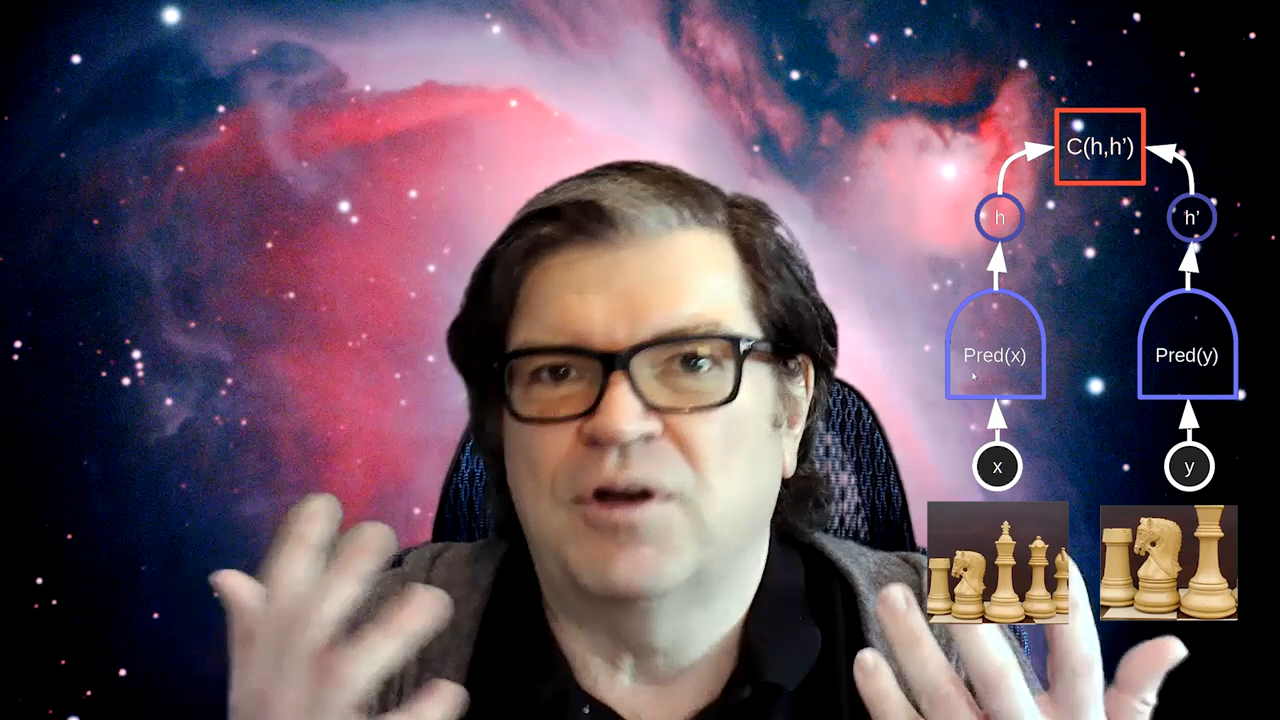 C(h,h’)
h
h’
Pred(x)
Pred(y)
x
y